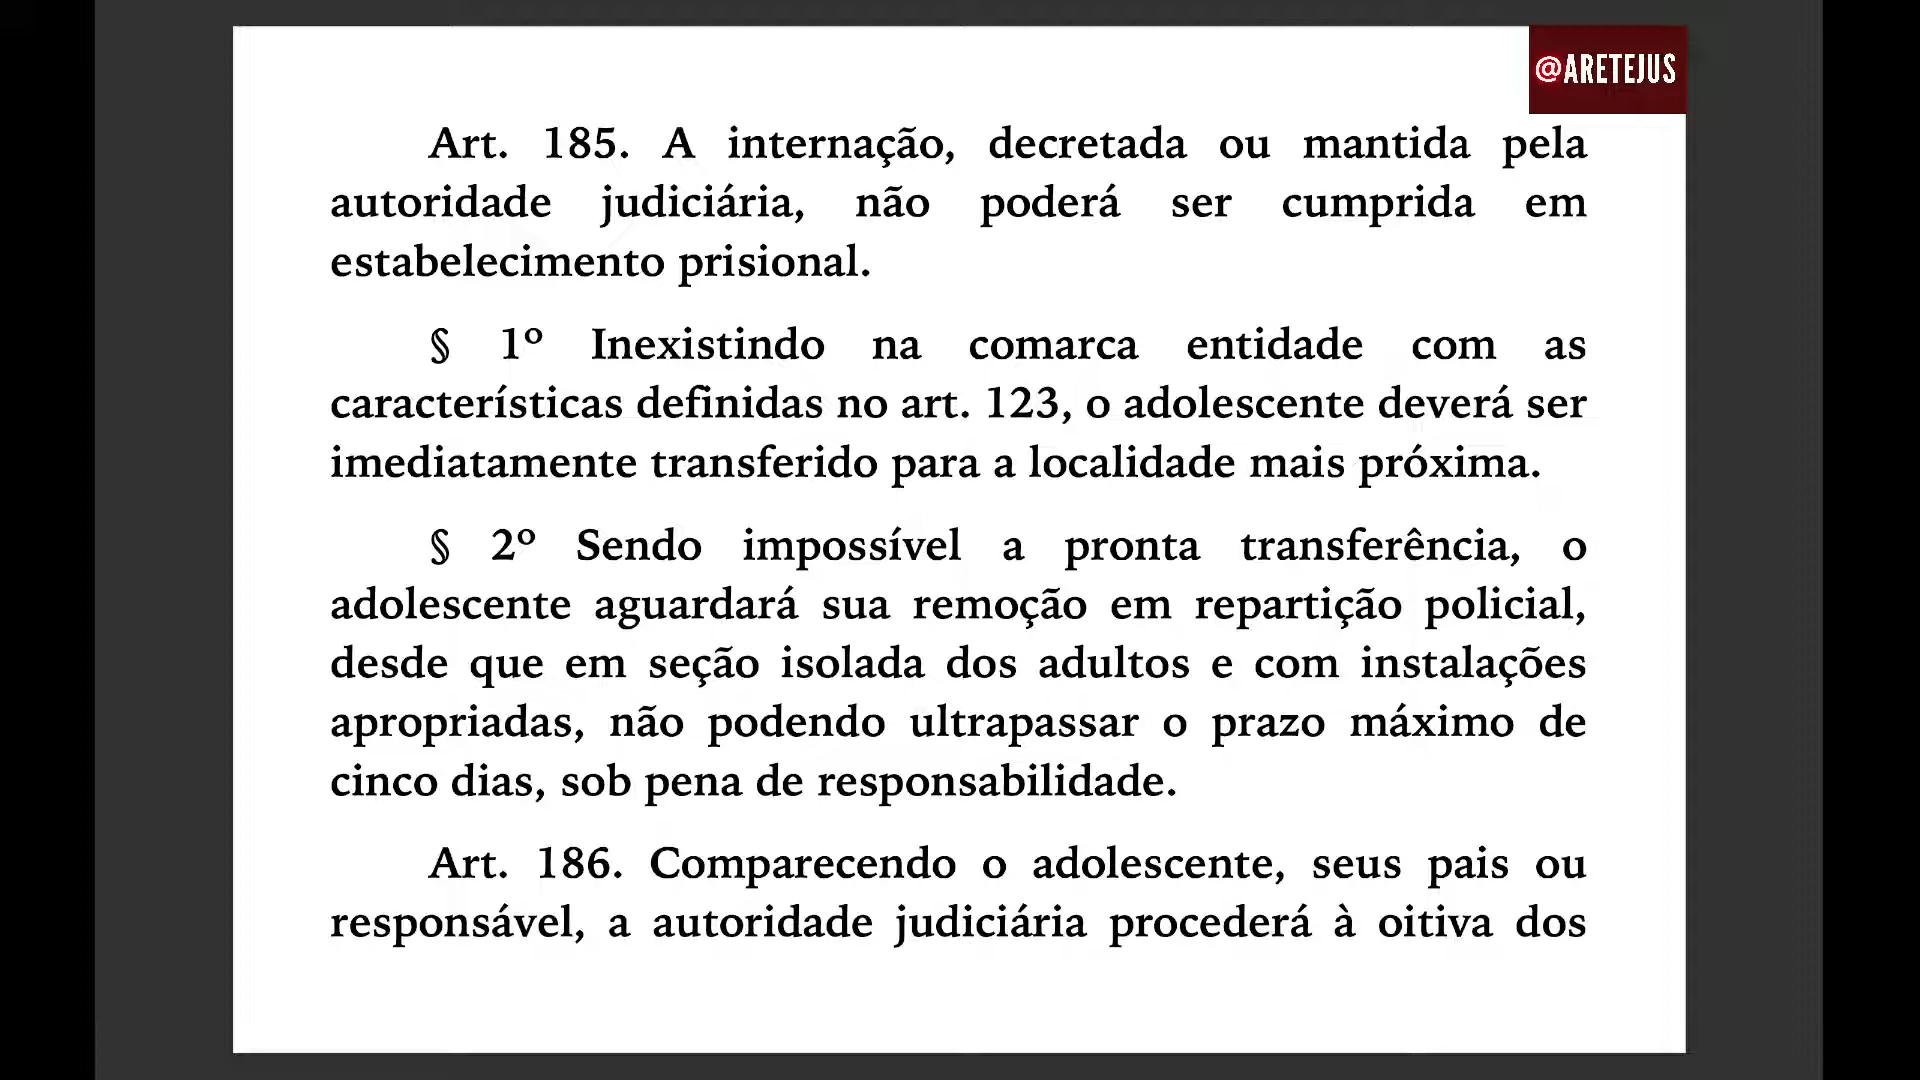 @ARETEJUS
Art. 185. A internação, decretada ou mantida pela
autoridade judiciária, não poderá ser cumprida em
estabelecimento prisional.
§ 1º Inexistindo na comarca entidade com as
características definidas no art. 123, o adolescente deverá ser
imediatamente transferido para a localidade mais próxima.
§ 2º Sendo impossível a pronta transferência, o
adolescente aguardará sua remoção em repartição policial,
desde que em seção isolada dos adultos e com instalações
apropriadas, não podendo ultrapassar o prazo máximo de
cinco dias, sob pena de responsabilidade.
Art. 186. Comparecendo o adolescente, seus pais ou
responsável, a autoridade judiciária procederá à oitiva dos